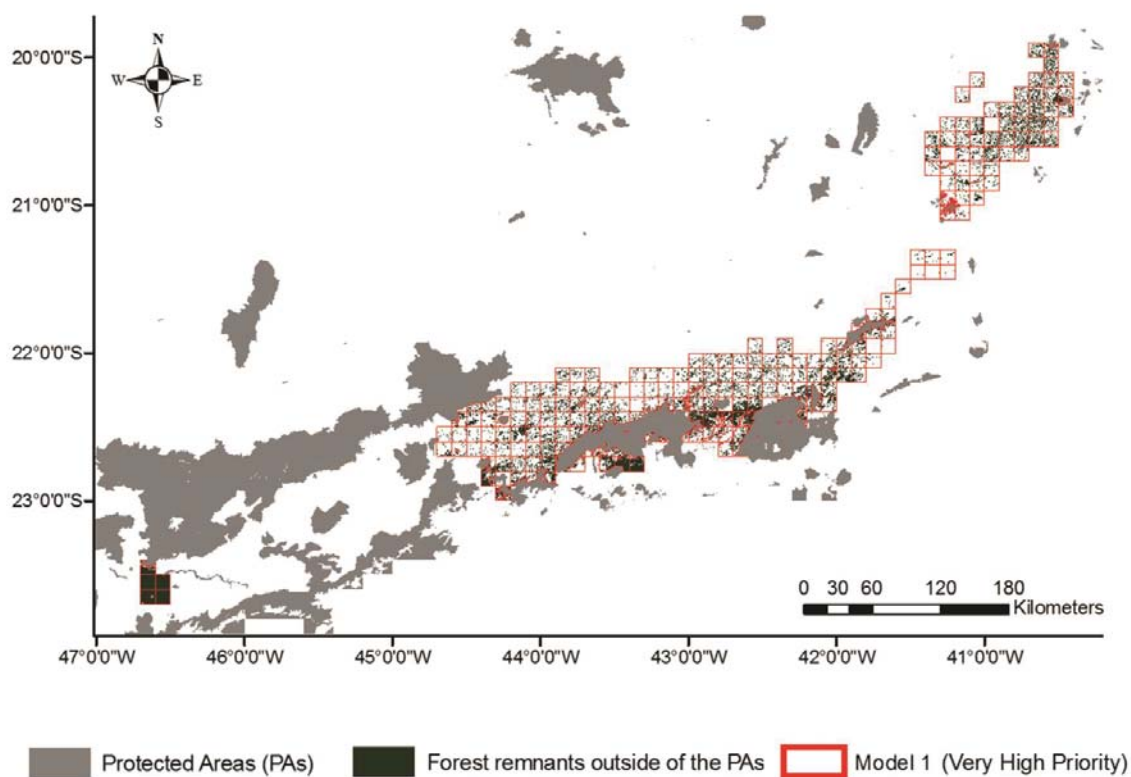 N
W E
S
20°0'0"S
21°0'0"S
22°0'0"S
23°0'0"S
0 30 60 120 180
Kilometers
47°0'0"W 46°0'0"W 45°0'0"W 44°0'0"W 43°0'0"W 42°0'0"W 41°0'0"W
Protected Areas (PAs) Forest remnants outside of the PAs Model 1 (Very High Priority)